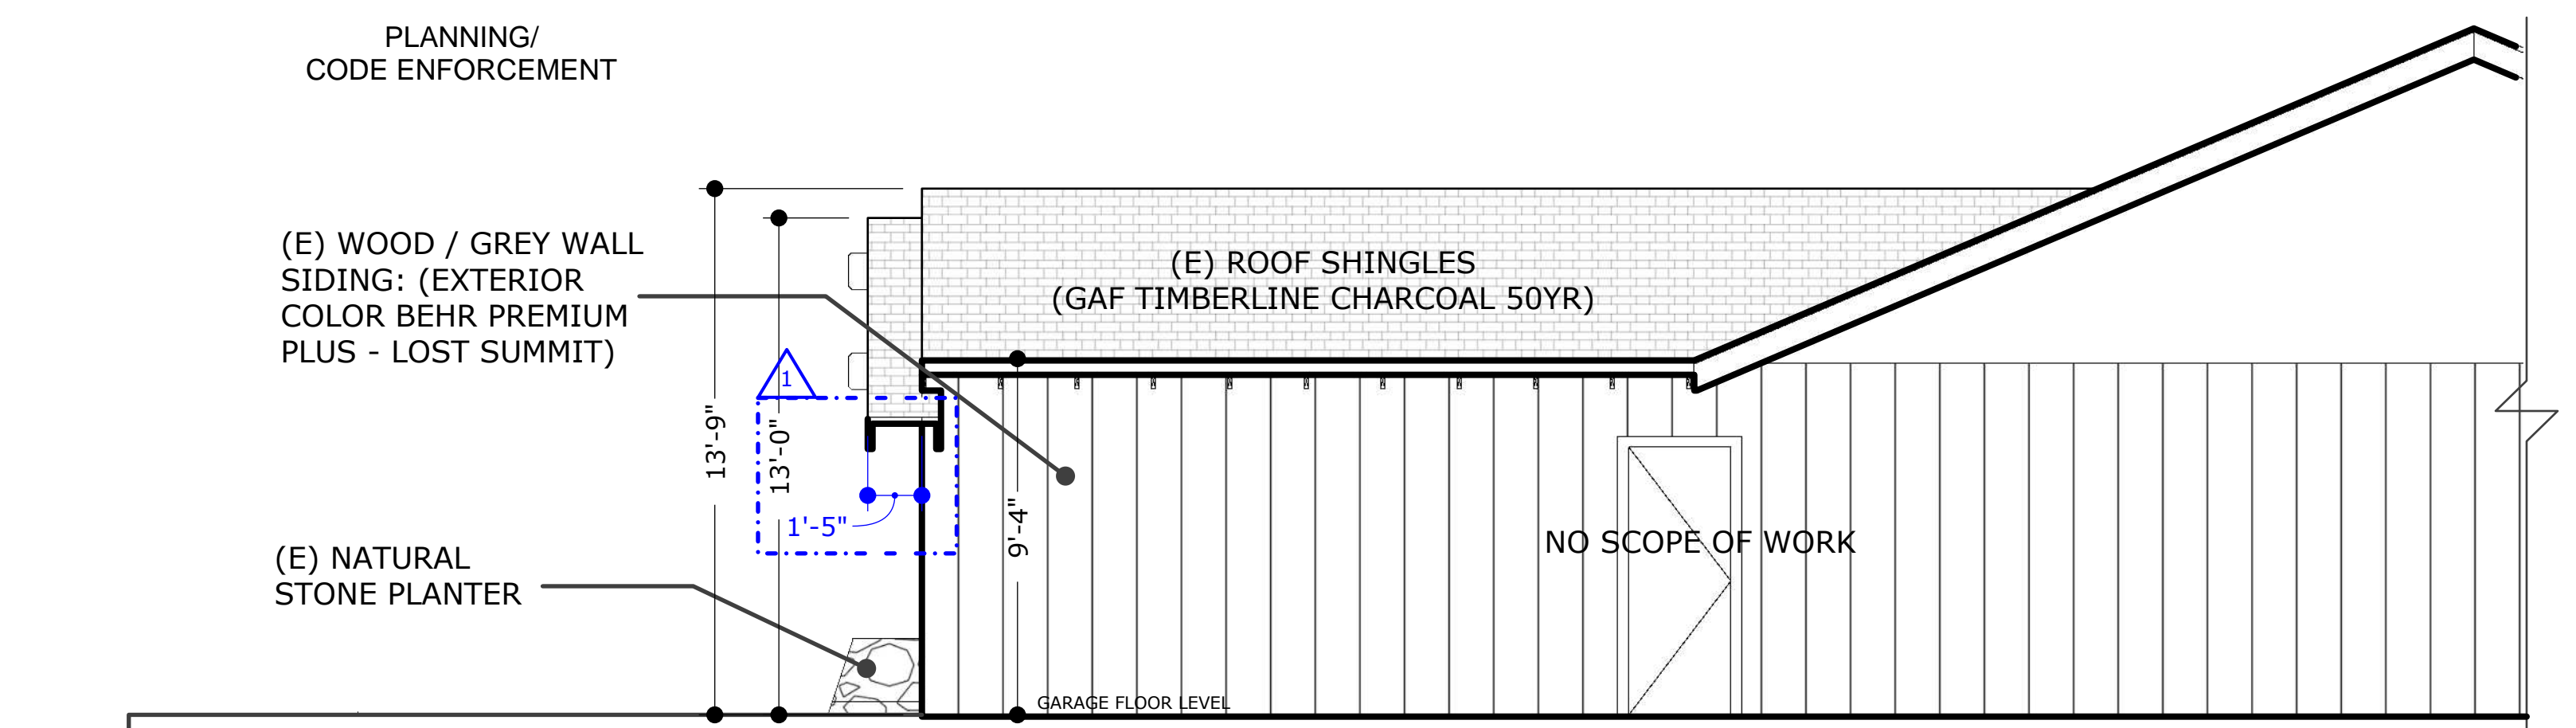 PLANNING/
CODE ENFORCEMENT
(E) WOOD / GREY WALL
SIDING: (EXTERIOR
COLOR BEHR PREMIUM
PLUS - LOST SUMMIT)
(E) ROOF SHINGLES
(GAF TIMBERLINE CHARCOAL 50YR)
1
13'-9"
13'-0"
1'-5"
9'-4"
NO SCOPE OF WORK
(E) NATURAL
STONE PLANTER
GARAGE FLOOR LEVEL